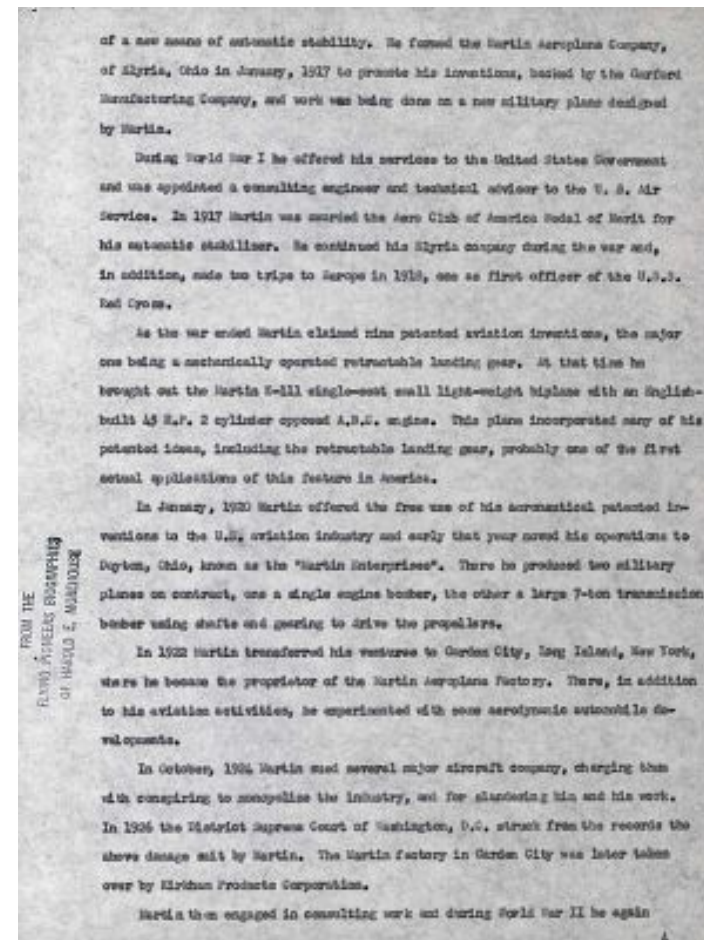 of a new means of automatic stability. He formed the Martin Aeroplane Company,
of Elyria, Ohio in January, 1917 to promote his inventions, backed by the Garford
Manufacturing Company, and work was being done on a new military plane designed
by Martin.
During World War I he offered his services to the United States Government
and was appointed a consulting engineer and technical advisor to the U. S. Air
Service. In 1917 Martin was awarded the Aero Club of America Medal of Merit for
his automatic stabilizer. He continued his Elyria company during the war and,
in addition, made two trips to Europe in 1918, one as first officer of the U.S.S.
Red Cross.
As the war ended Martin claimed nine patented aviation inventions, the major
one being a mechanically operated retractable landing gear. At that time he
brought out the Martin K-111 single-seat small light-weight biplane with an English-
built 45 H.P. 2 cylinder opposed A.B.C. engine. This plane incorporated many of his
patented ideas, including the retractable landing gear, probably one of the first
actual applications of this feature in America.
In January, 1920 Martin offered the free use of his aeronautical patented in-
ventions to the U.S. aviation industry and early that year moved his operations to
Dayton, Ohio, known as the "Martin Enterprises". There he produced two military
planes on contract, one a single engine bomber, the other a large 7-ton transmission
bomber using shafts and gearing to drive the propellers.
In 1922 Martin transferred his ventures to Garden City, Long Island, New York,
where he became the proprietor of the Martin Aeroplane Factory. There, in addition
to his aviation activities, he experimented with some aerodynamic automobile de-
velopments.
In October, 1924 Martin sued several major aircraft company, charging them
with conspiring to monopolize the industry, and for slandering him and his work.
In 1926 the District Supreme Court of Washington, D.C. struck from the records the
above damage suit by Martin. The Martin factory in Garden City was later taken
over by Kirkham Products Corporation.
Martin then engaged in consulting work and during World War II he again
FROM THE
FLYING PIONEERS BIOGRAPHIES
OF HAROLD E. MOREHOUSE